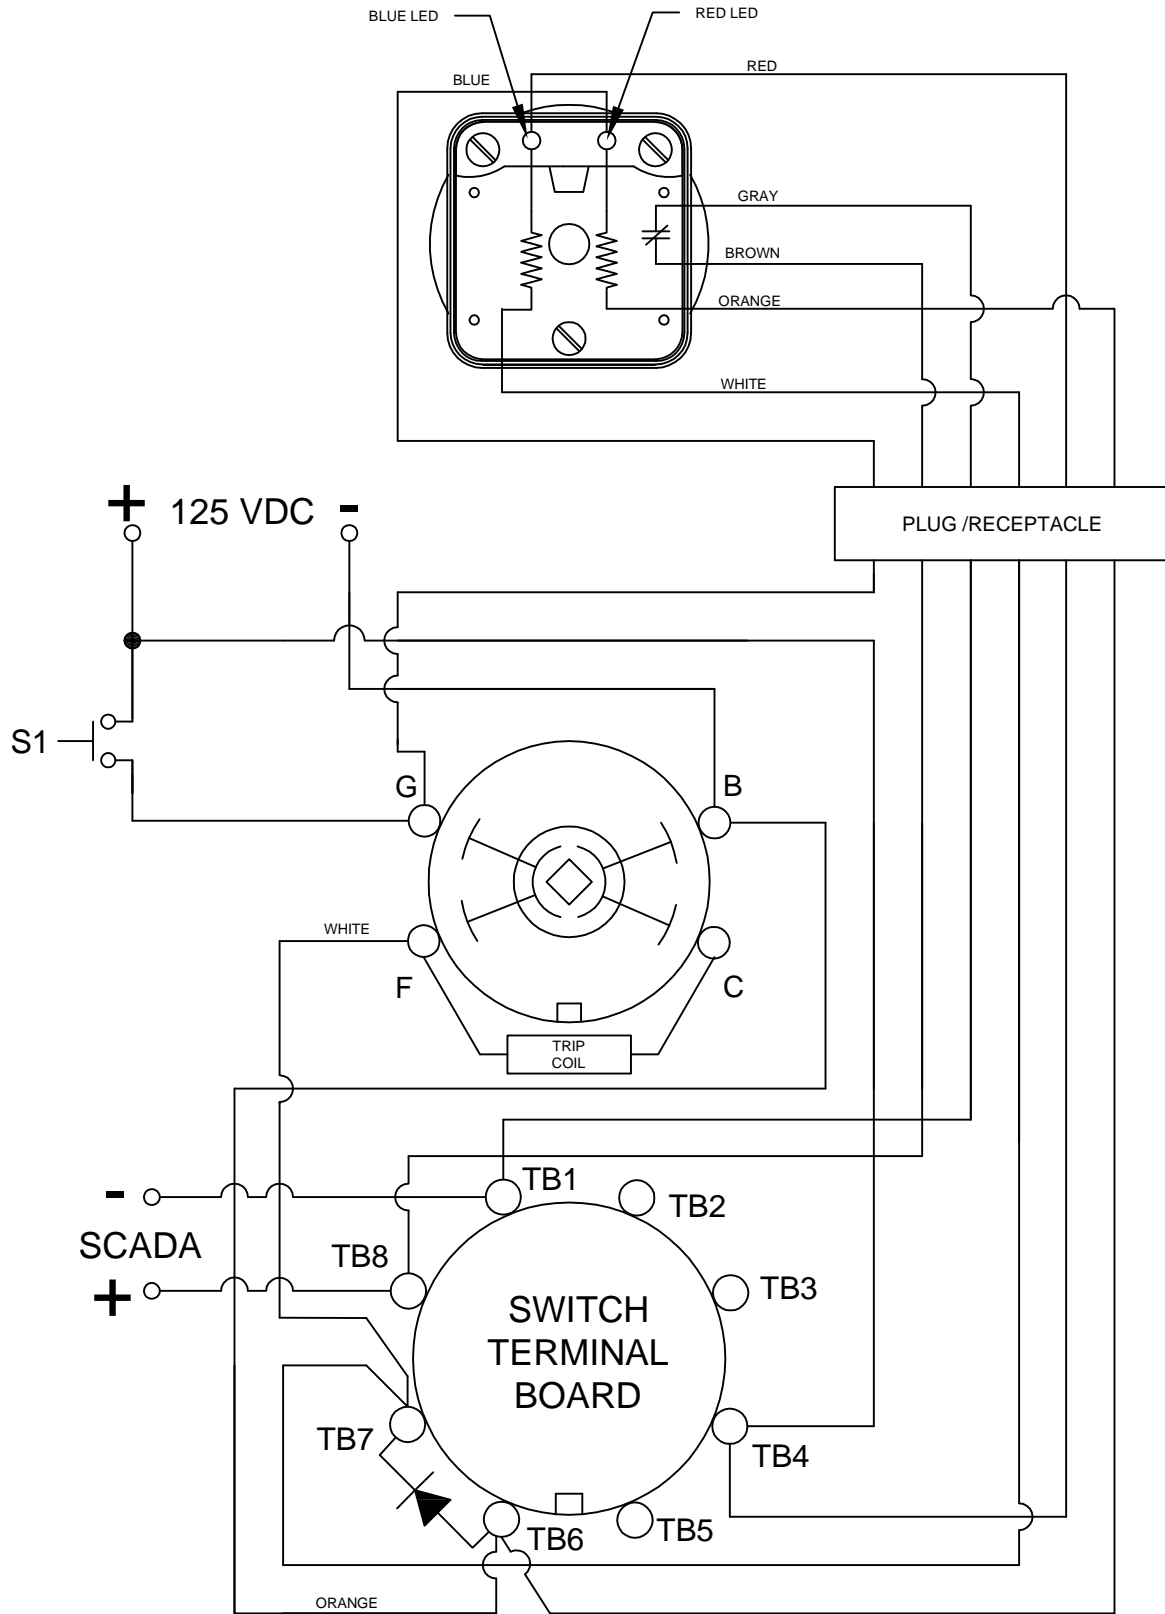 BLUE LED
RED LED
BLUE
RED
GRAY
BROWN
ORANGE
WHITE
+ 125 VDC -
PLUG /RECEPTACLE
S1
G
B
WHITE
F
C
TRIP
COIL
TB1
TB2
-
SCADA
+
TB8
TB3
SWITCH
TERMINAL
BOARD
TB7
TB4
TB6
TB5
ORANGE